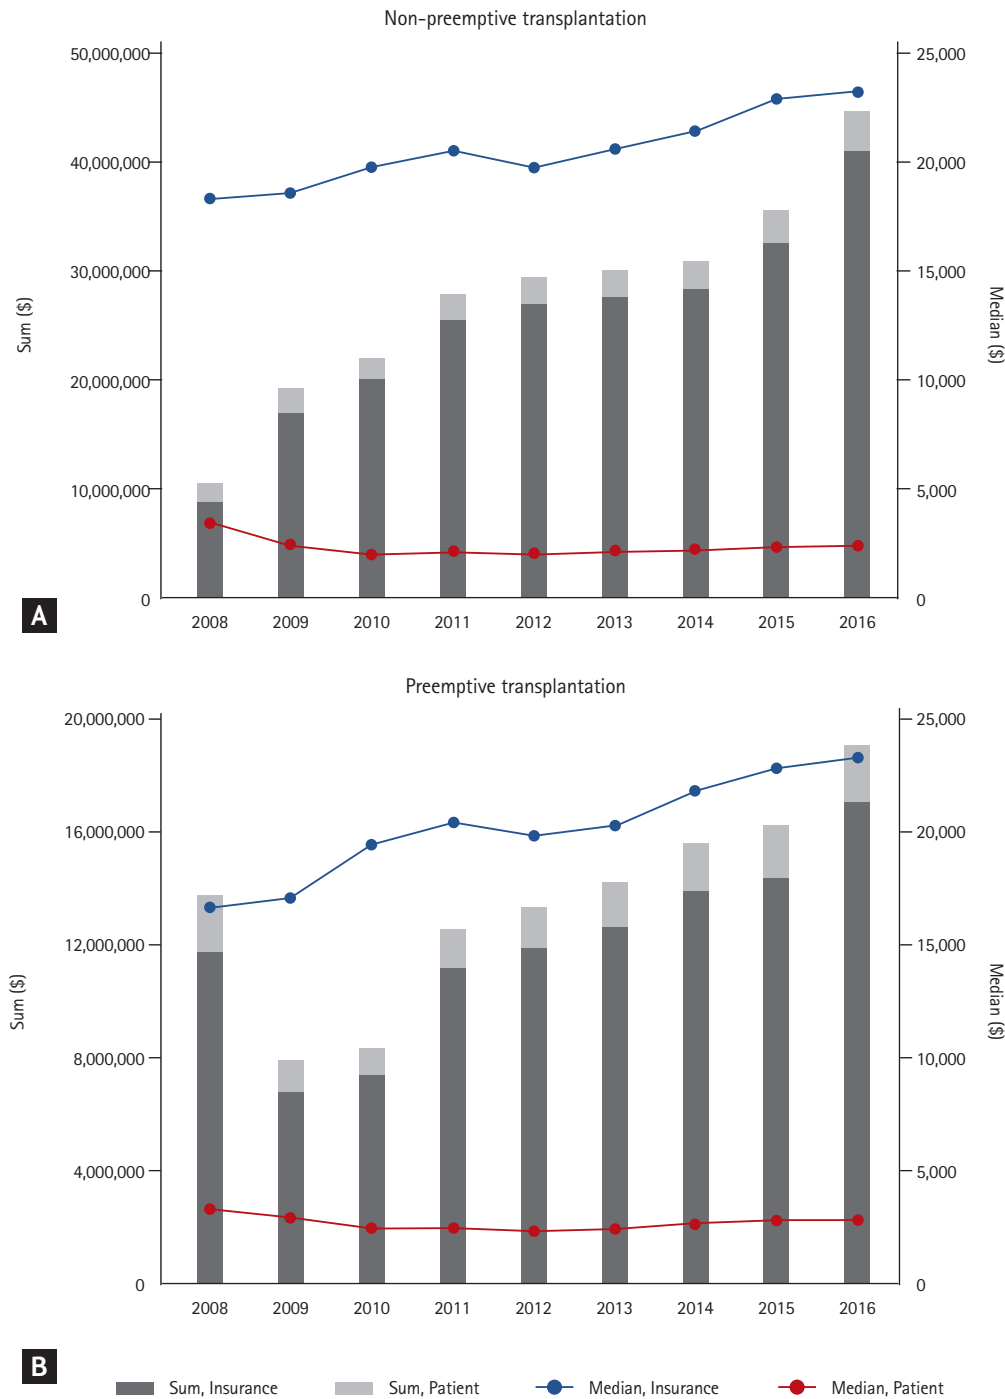 Non-preemptive transplantation
50,000,000
25,000
40,000,000
20,000
30,000,000
15,000
Sum ($)
Median ($)
20,000,000
10,000
10,000,000
5,000
0
0
2008 2009 2010 2011 2012 2013 2014 2015 2016
A
Preemptive transplantation
20,000,000
25,000
16,000,000
20,000
12,000,000
15,000
Sum ($)
Median ($)
8,000,000
10,000
4,000,000
5,000
0
0
2008 2009 2010 2011 2012 2013 2014 2015 2016
B
Sum, Insurance Sum, Patient Median, Insurance Median, Patient